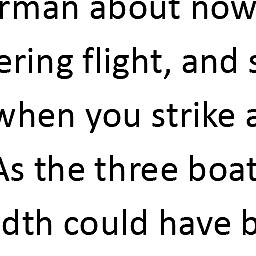 rman about now
ering flight, and s
when you strike a
As the three boat
dth could have b